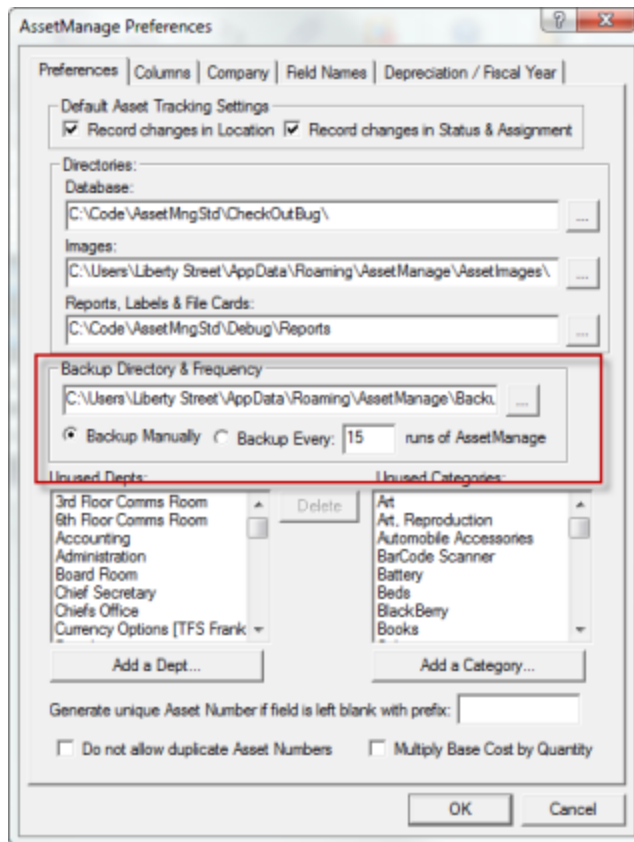 AssetManage Preferences
Preferences Columns Company Field Names Depreciation / Fiscal Year
Default Asset Tracking Settings
Record changes in Location Record changes in Status & Assignment
Directories:
Database:
C:\Code\AssetMngStd\CheckOutBug\
...
Images:
C:\Users\Liberty Street\AppData\Roaming\AssetManage\AssetImages\
...
Reports, Labels & File Cards:
C:\Code\AssetMngStd\Debug\Reports
...
Backup Directory & Frequency
C:\Users\Liberty Street\AppData\Roaming\AssetManage\Backu
...
Backup Manually Backup Every: 15 runs of AssetManage
Unused Depts:
3rd Floor Comms Room
6th Floor Comms Room
Accounting
Administration
Board Room
Chief Secretary
Chiefs Office
Currency Options [TFS Frank
Delete
Unused Categories:
Art
Art, Reproduction
Automobile Accessories
BarCode Scanner
Battery
Beds
BlackBerry
Books
Add a Dept... Add a Category...
Generate unique Asset Number if field is left blank with prefix:
Do not allow duplicate Asset Numbers Multiply Base Cost by Quantity
OK Cancel